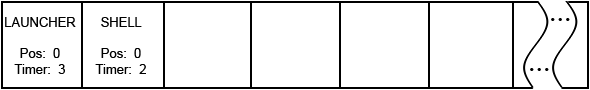 LAUNCHER
Pos: 0
Timer: 3
SHELL
Pos: 0
Timer: 2
...
...